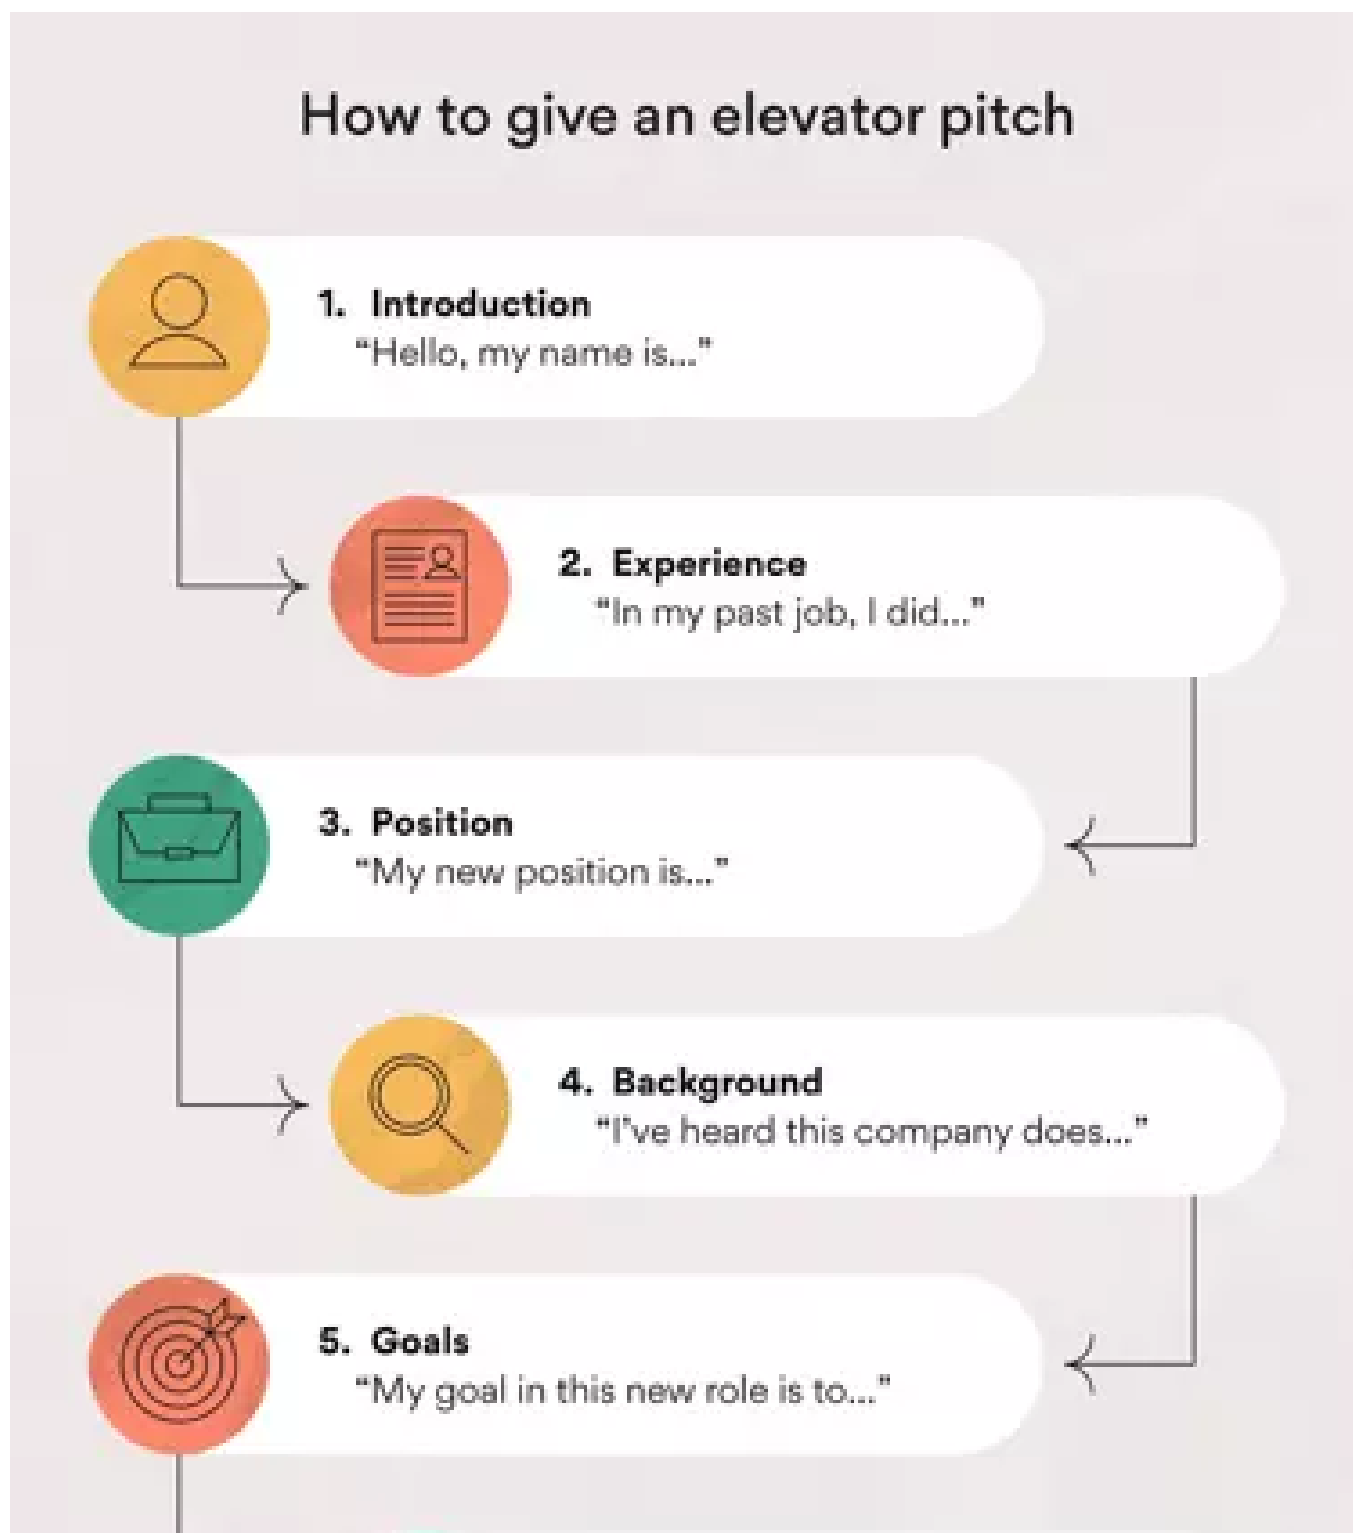 How to give an elevator pitch
1. Introduction
“Hello, my name is...”
2. Experience
“In my past job, I did...”
3. Position
“My new position is...”
4. Background
“I’ve heard this company does...”
5. Goals
“My goal in this new role is to...”